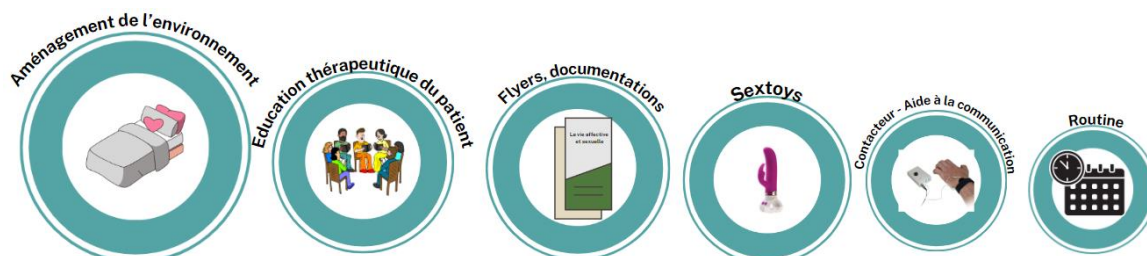 Aménagement de l'environnement
Education thérapeutique du patient
Flyers, documentations
La vie affective
et sexuelle
Sextoys
Contacteur - Aide à la communication
Routine